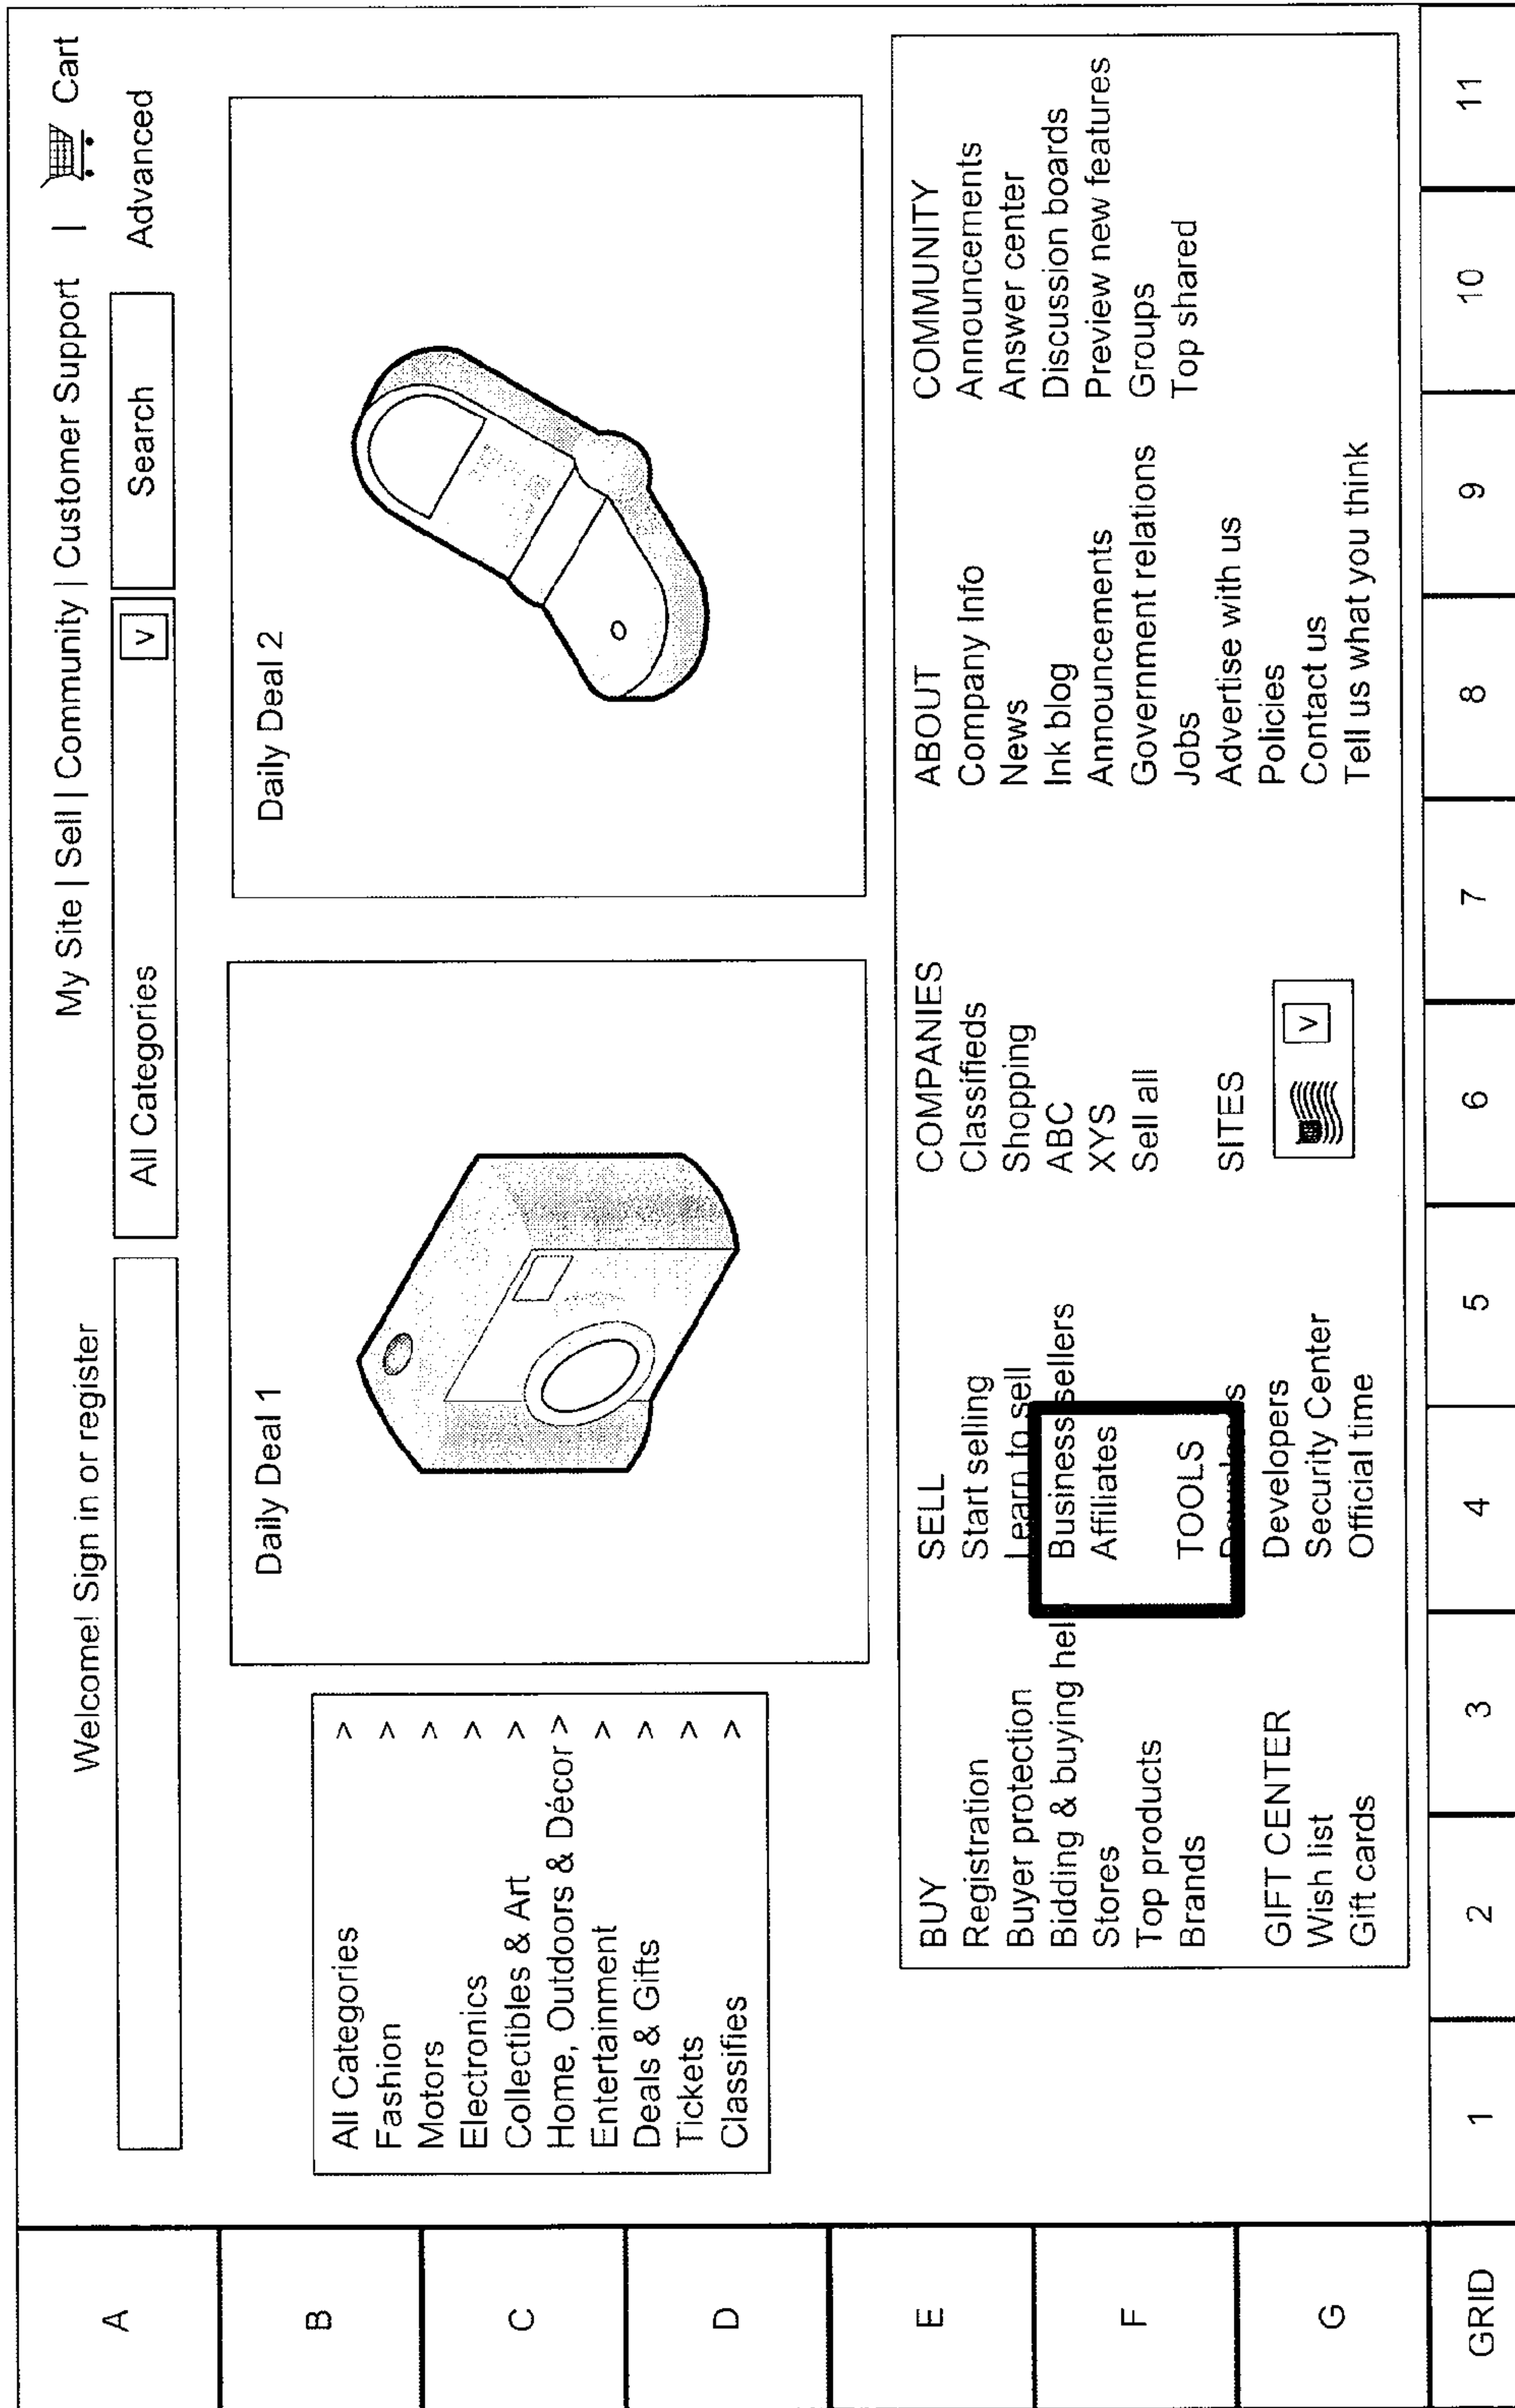 Welcome! Sign in or register
My Site | Sell | Community | Customer Support | Cart
All Categories
v
Search
Advanced
All Categories >
Fashion >
Motors >
Electronics >
Collectibles & Art >
Home, Outdoors & Décor >
Entertainment >
Deals & Gifts >
Tickets >
Classifies >
Daily Deal 1
Daily Deal 2
BUY
Registration
Buyer protection
Bidding & buying hel
Stores
Top products
Brands
GIFT CENTER
Wish list
Gift cards
SELL
Start selling
Learn to sell
Business sellers
Affiliates
TOOLS
Developers
Security Center
Official time
COMPANIES
Classifieds
Shopping
ABC
XYS
Sell all
SITES
v
ABOUT
Company Info
News
Ink blog
Announcements
Government relations
Jobs
Advertise with us
Policies
Contact us
Tell us what you think
COMMUNITY
Announcements
Answer center
Discussion boards
Preview new features
Groups
Top shared
A
B
C
D
E
F
G
GRID
1
2
3
4
5
6
7
8
9
10
11